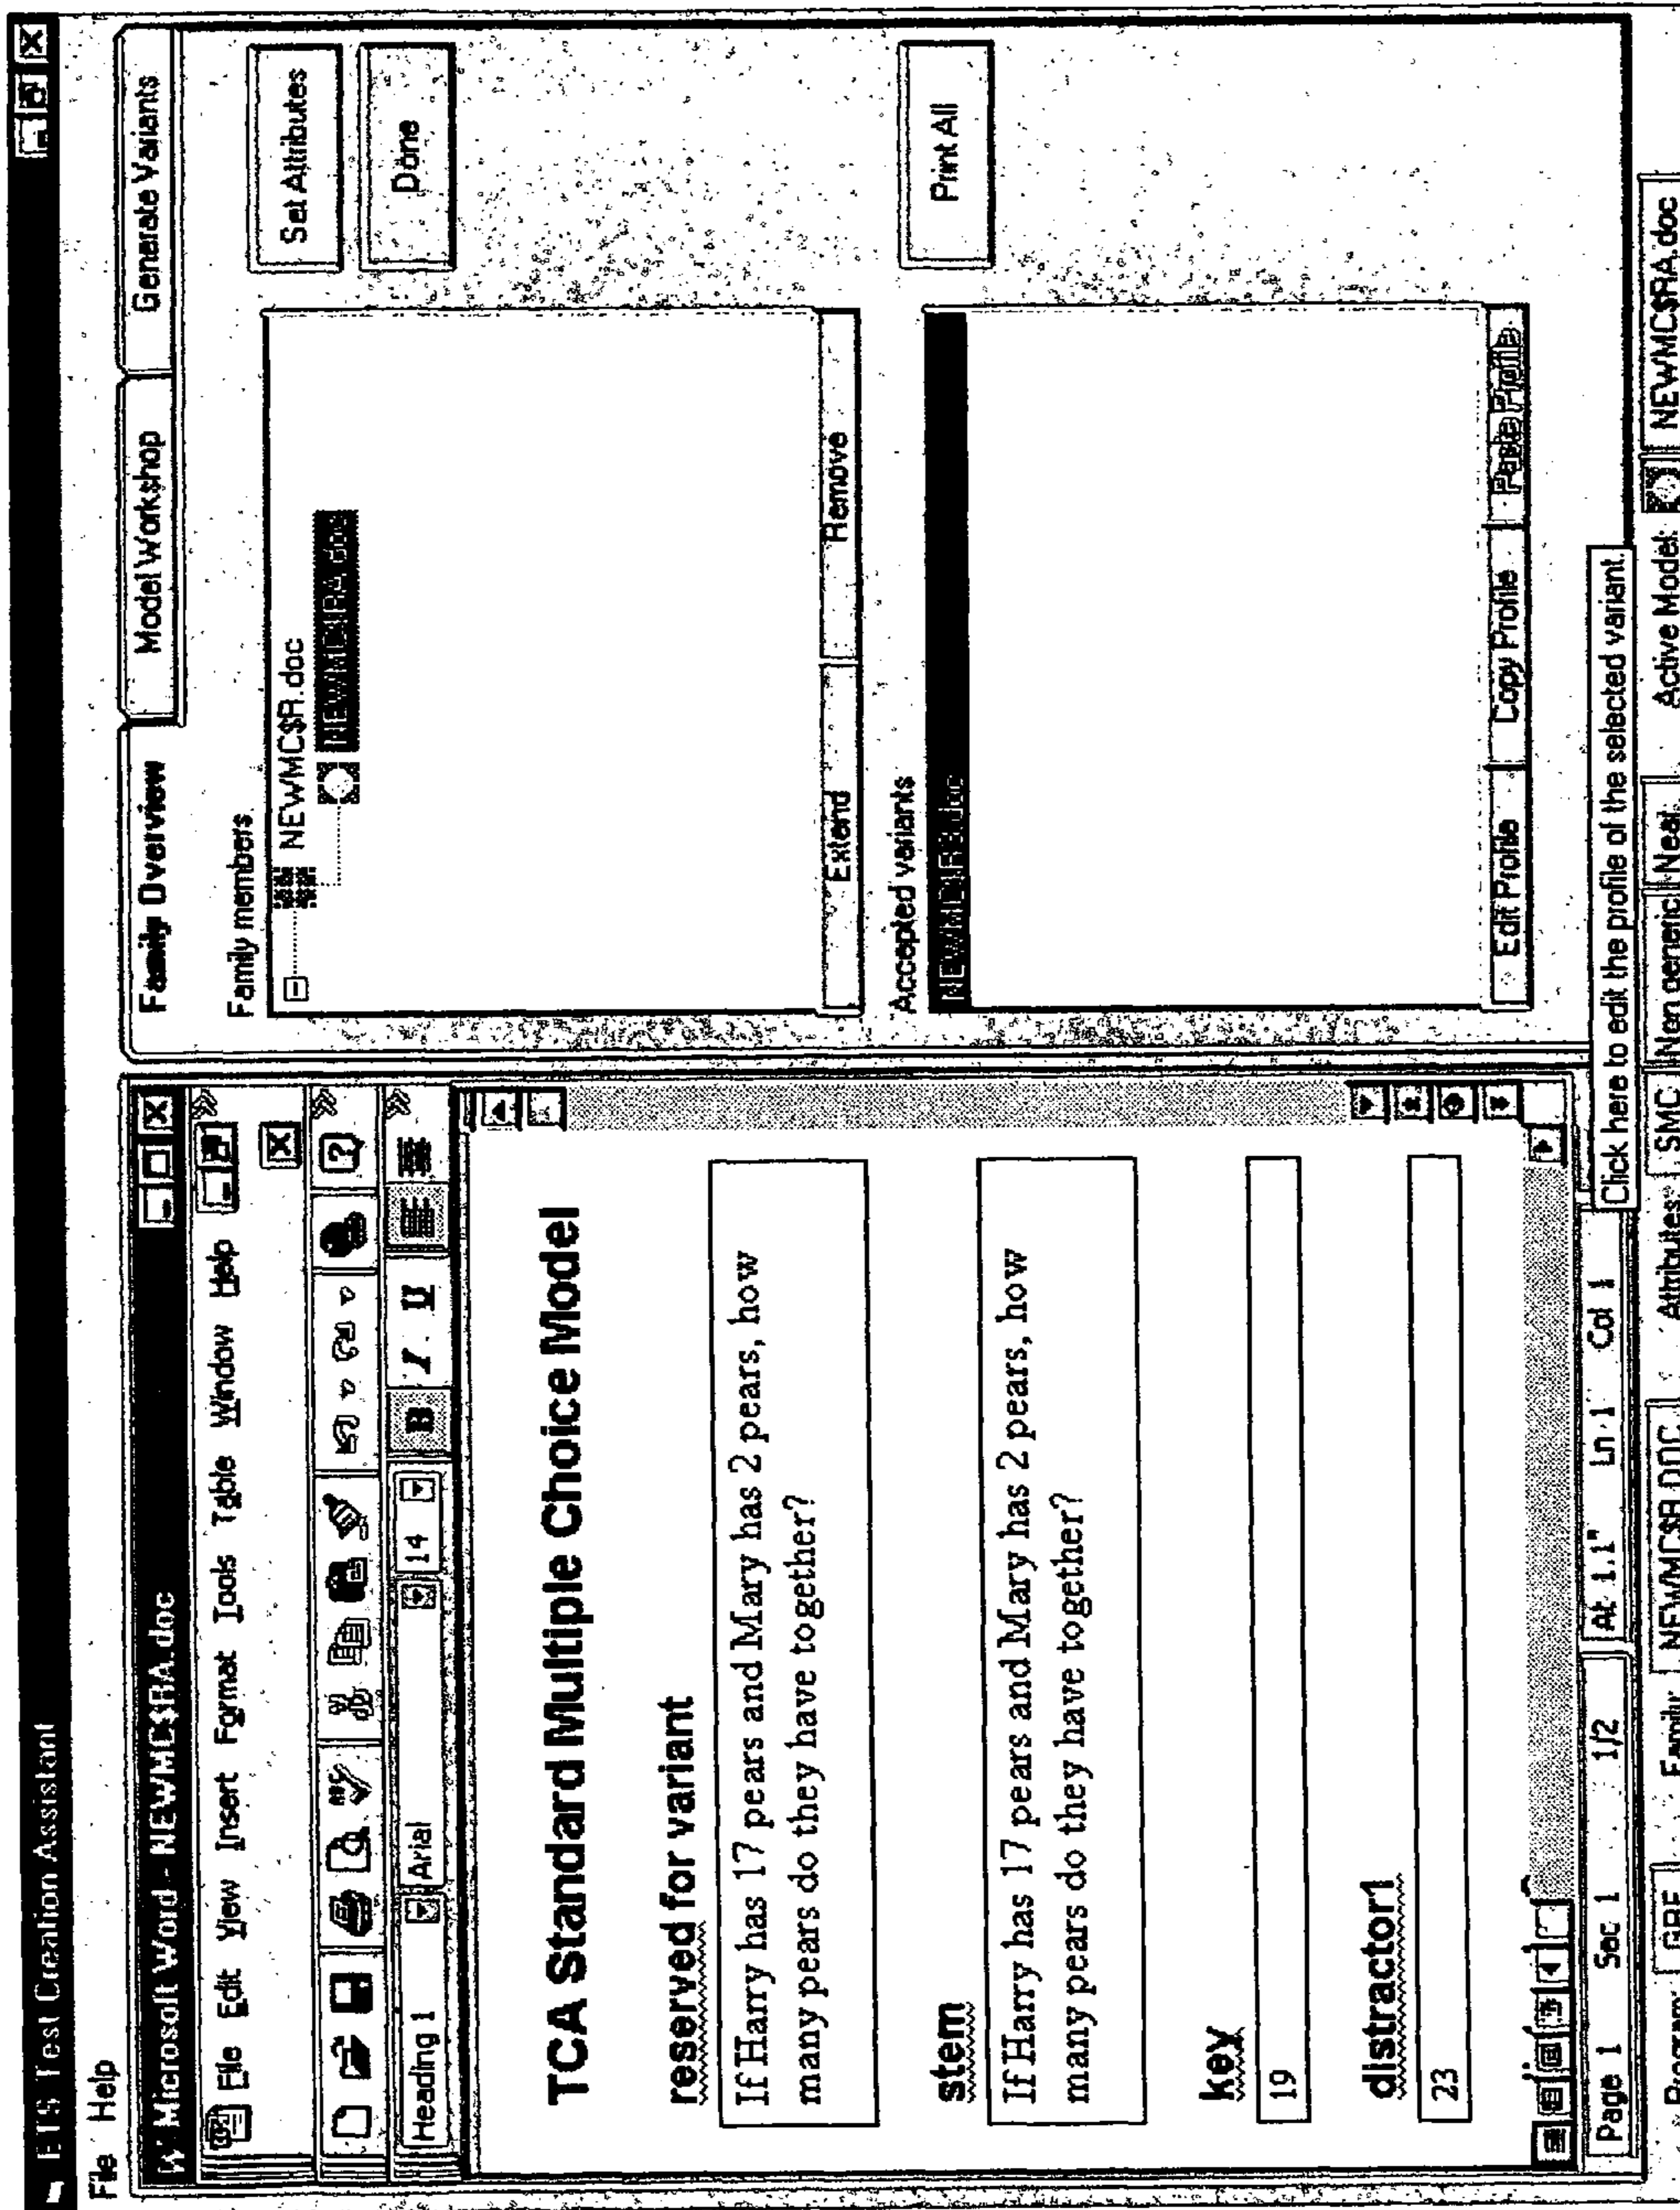 ETS Test Creation Assistant
File Help
Microsoft Word - NEWMC$RA.doc
File Edit View Insert Format Tools Table Window Help
Heading 1 Arial 14 B I U
TCA Standard Multiple Choice Model
reserved for variant
If Harry has 17 pears and Mary has 2 pears, how
many pears do they have together?
stem
If Harry has 17 pears and Mary has 2 pears, how
many pears do they have together?
key
19
distractor1
23
Page 1 Sec 1 1/2 At 1.1" Ln 1 Col 1
Family Overview Model Workshop Generate Variants
Family members
NEWMC$R.doc
NEWMC$RA.doc
Set Attributes
Done
Extend Remove
Accepted variants
Print All
Edit Profile Copy Profile Paste Profile
Click here to edit the profile of the selected variant.
Program: GRE Family: NEWMC$R.DOC Attributes: SMC Non generic Near Active Model: NEWMC$RA.doc